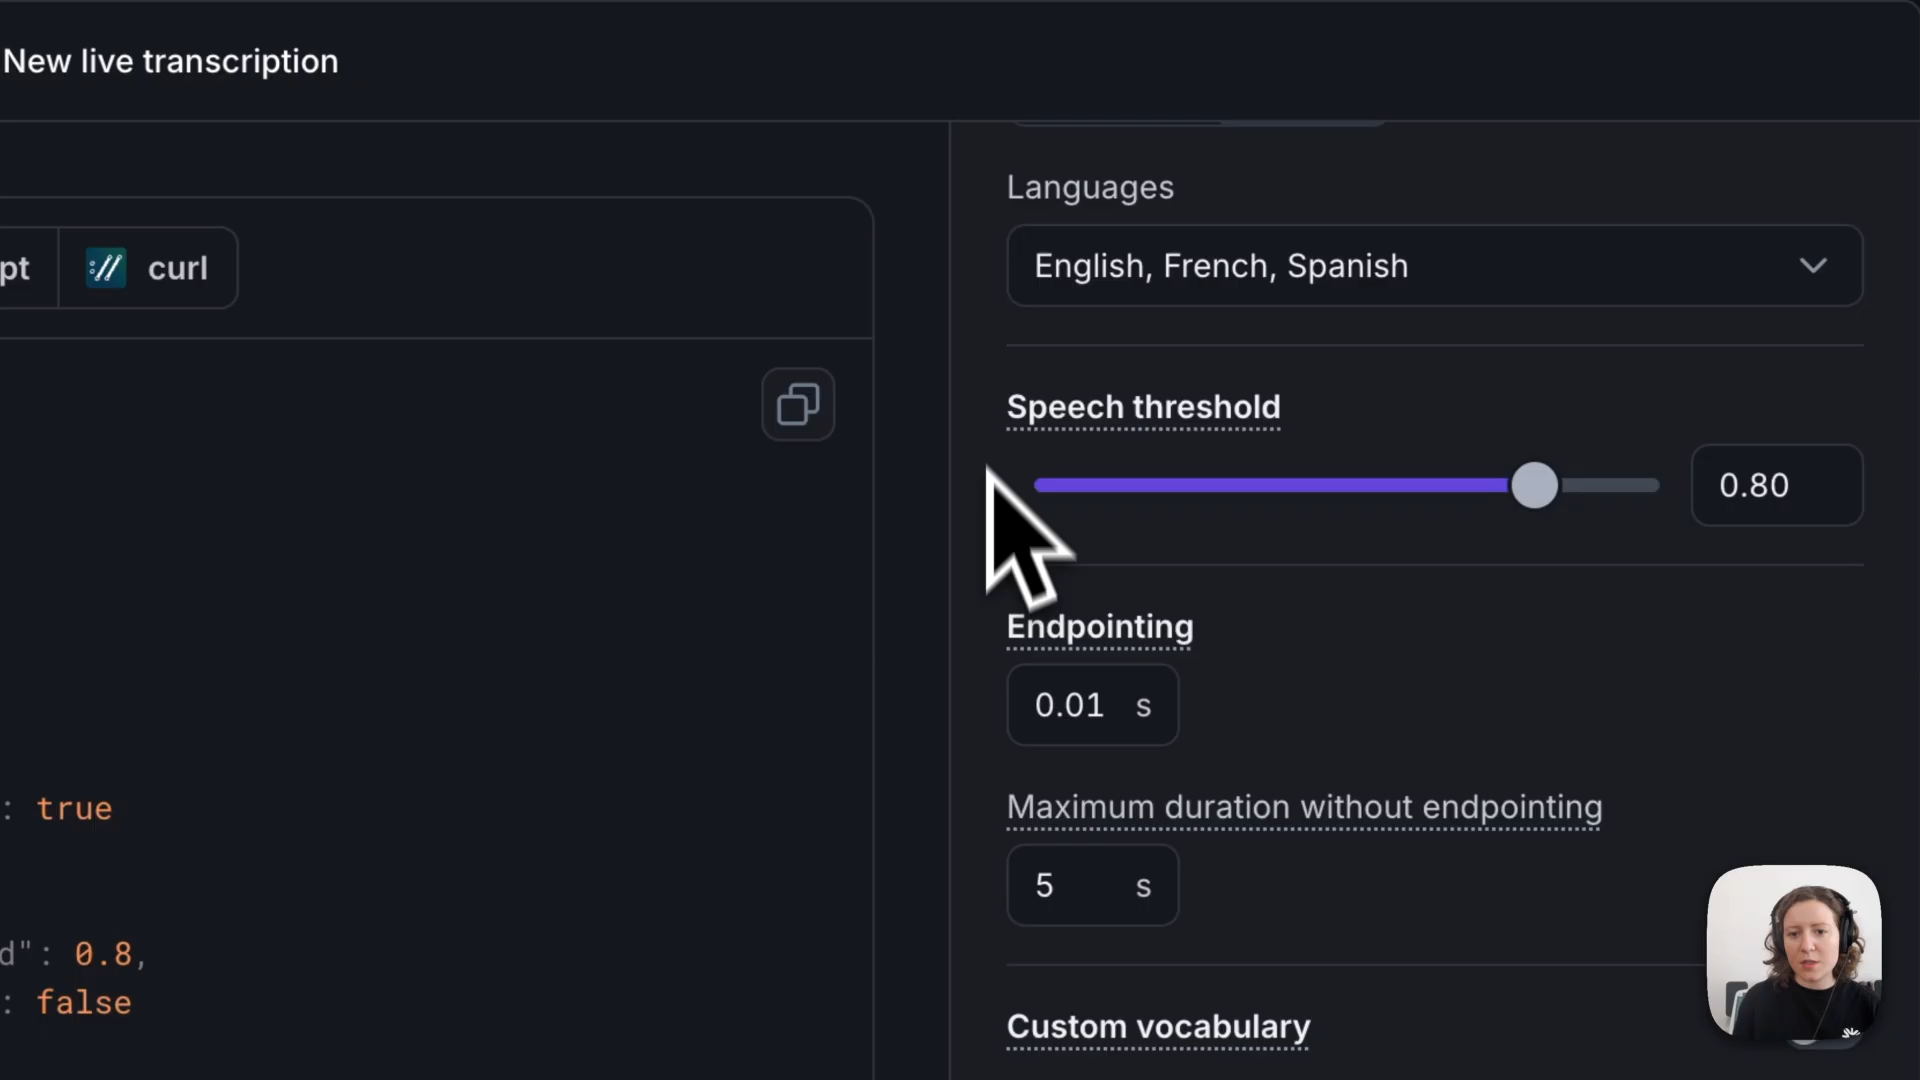 New live transcription
pt
curl
: true
d": 0.8,
: false
Languages
English, French, Spanish
Speech threshold
0.80
Endpointing
0.01 s
Maximum duration without endpointing
5 s
Custom vocabulary